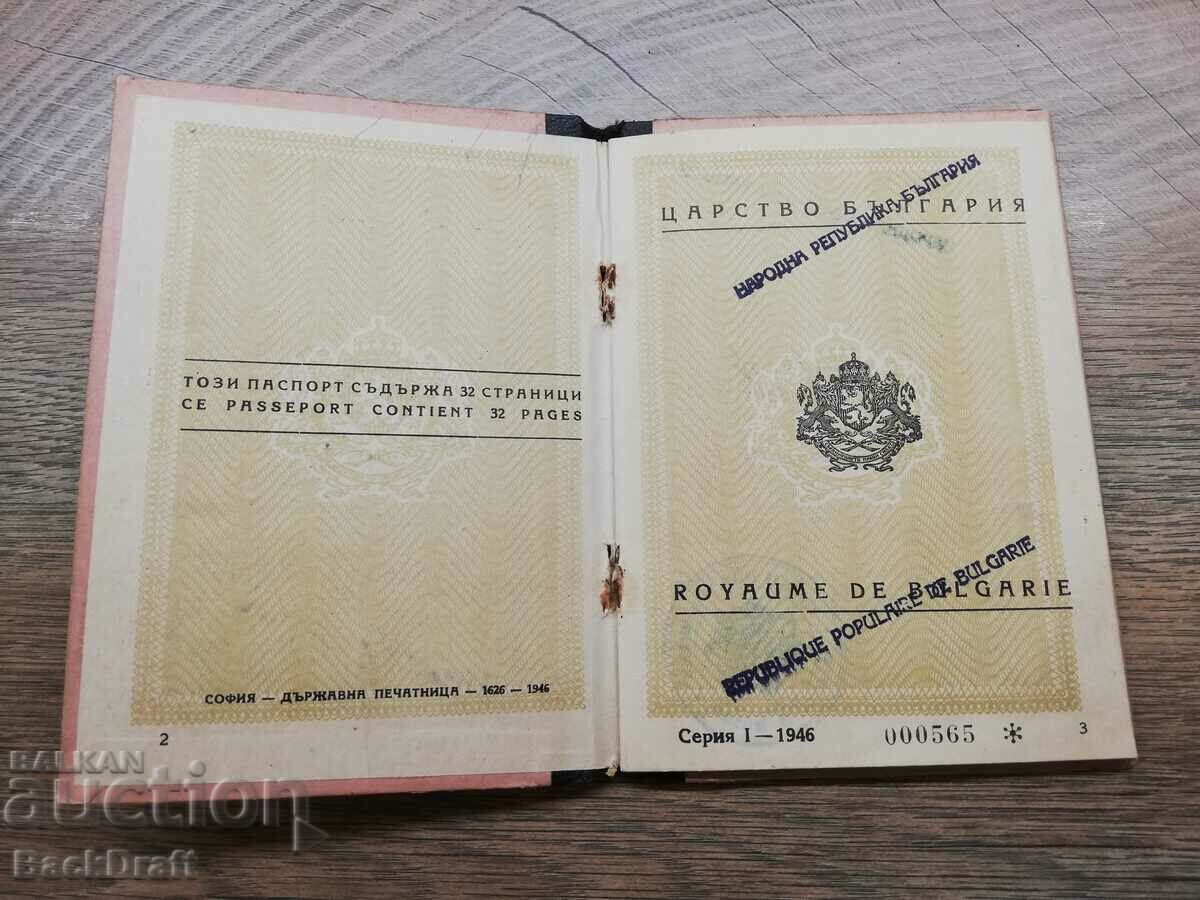 ТОЗИ ПАСПОРТ СЪДЪРЖА 32 СТРАНИЦИ
CE PASSEPORT CONTIENT 32 PAGES
СОФИЯ — ДЪРЖАВНА ПЕЧАТНИЦА — 1626 — 1946
2
ЦАРСТВО БЪЛГАРИЯ
НАРОДНА РЕПУБЛИКА БЪЛГАРИЯ
ROYAUME DE BULGARIE
REPUBLIQUE POPULAIRE DE BULGARIE
Серия I — 1946 000565 *
3
BALKAN
auction
BackDraft